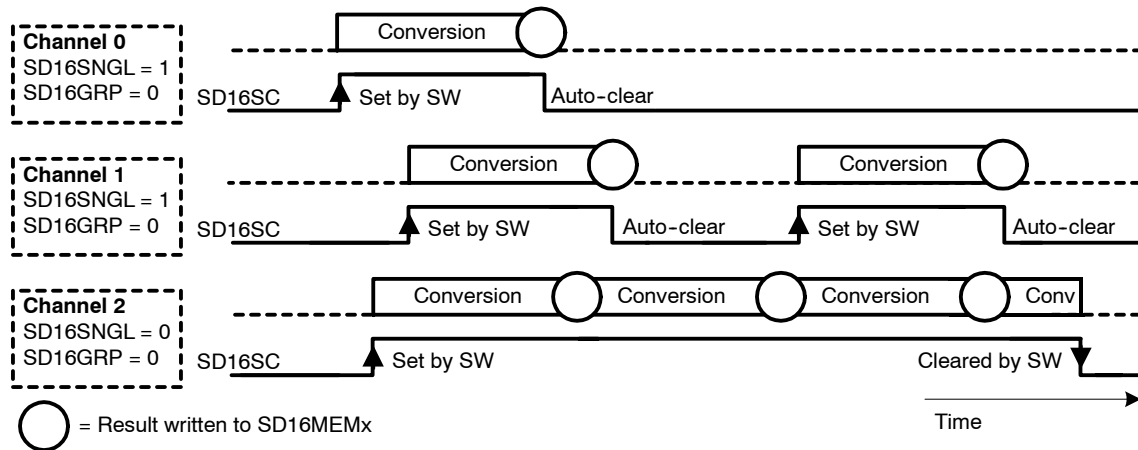 Channel 0
SD16SNGL = 1
SD16GRP = 0
Conversion
SD16SC
Set by SW
Auto-clear
Channel 1
SD16SNGL = 1
SD16GRP = 0
Conversion
Conversion
SD16SC
Set by SW
Auto-clear
Set by SW
Auto-clear
Channel 2
SD16SNGL = 0
SD16GRP = 0
Conversion
Conversion
Conversion
Conv
SD16SC
Set by SW
Cleared by SW
= Result written to SD16MEMx
Time